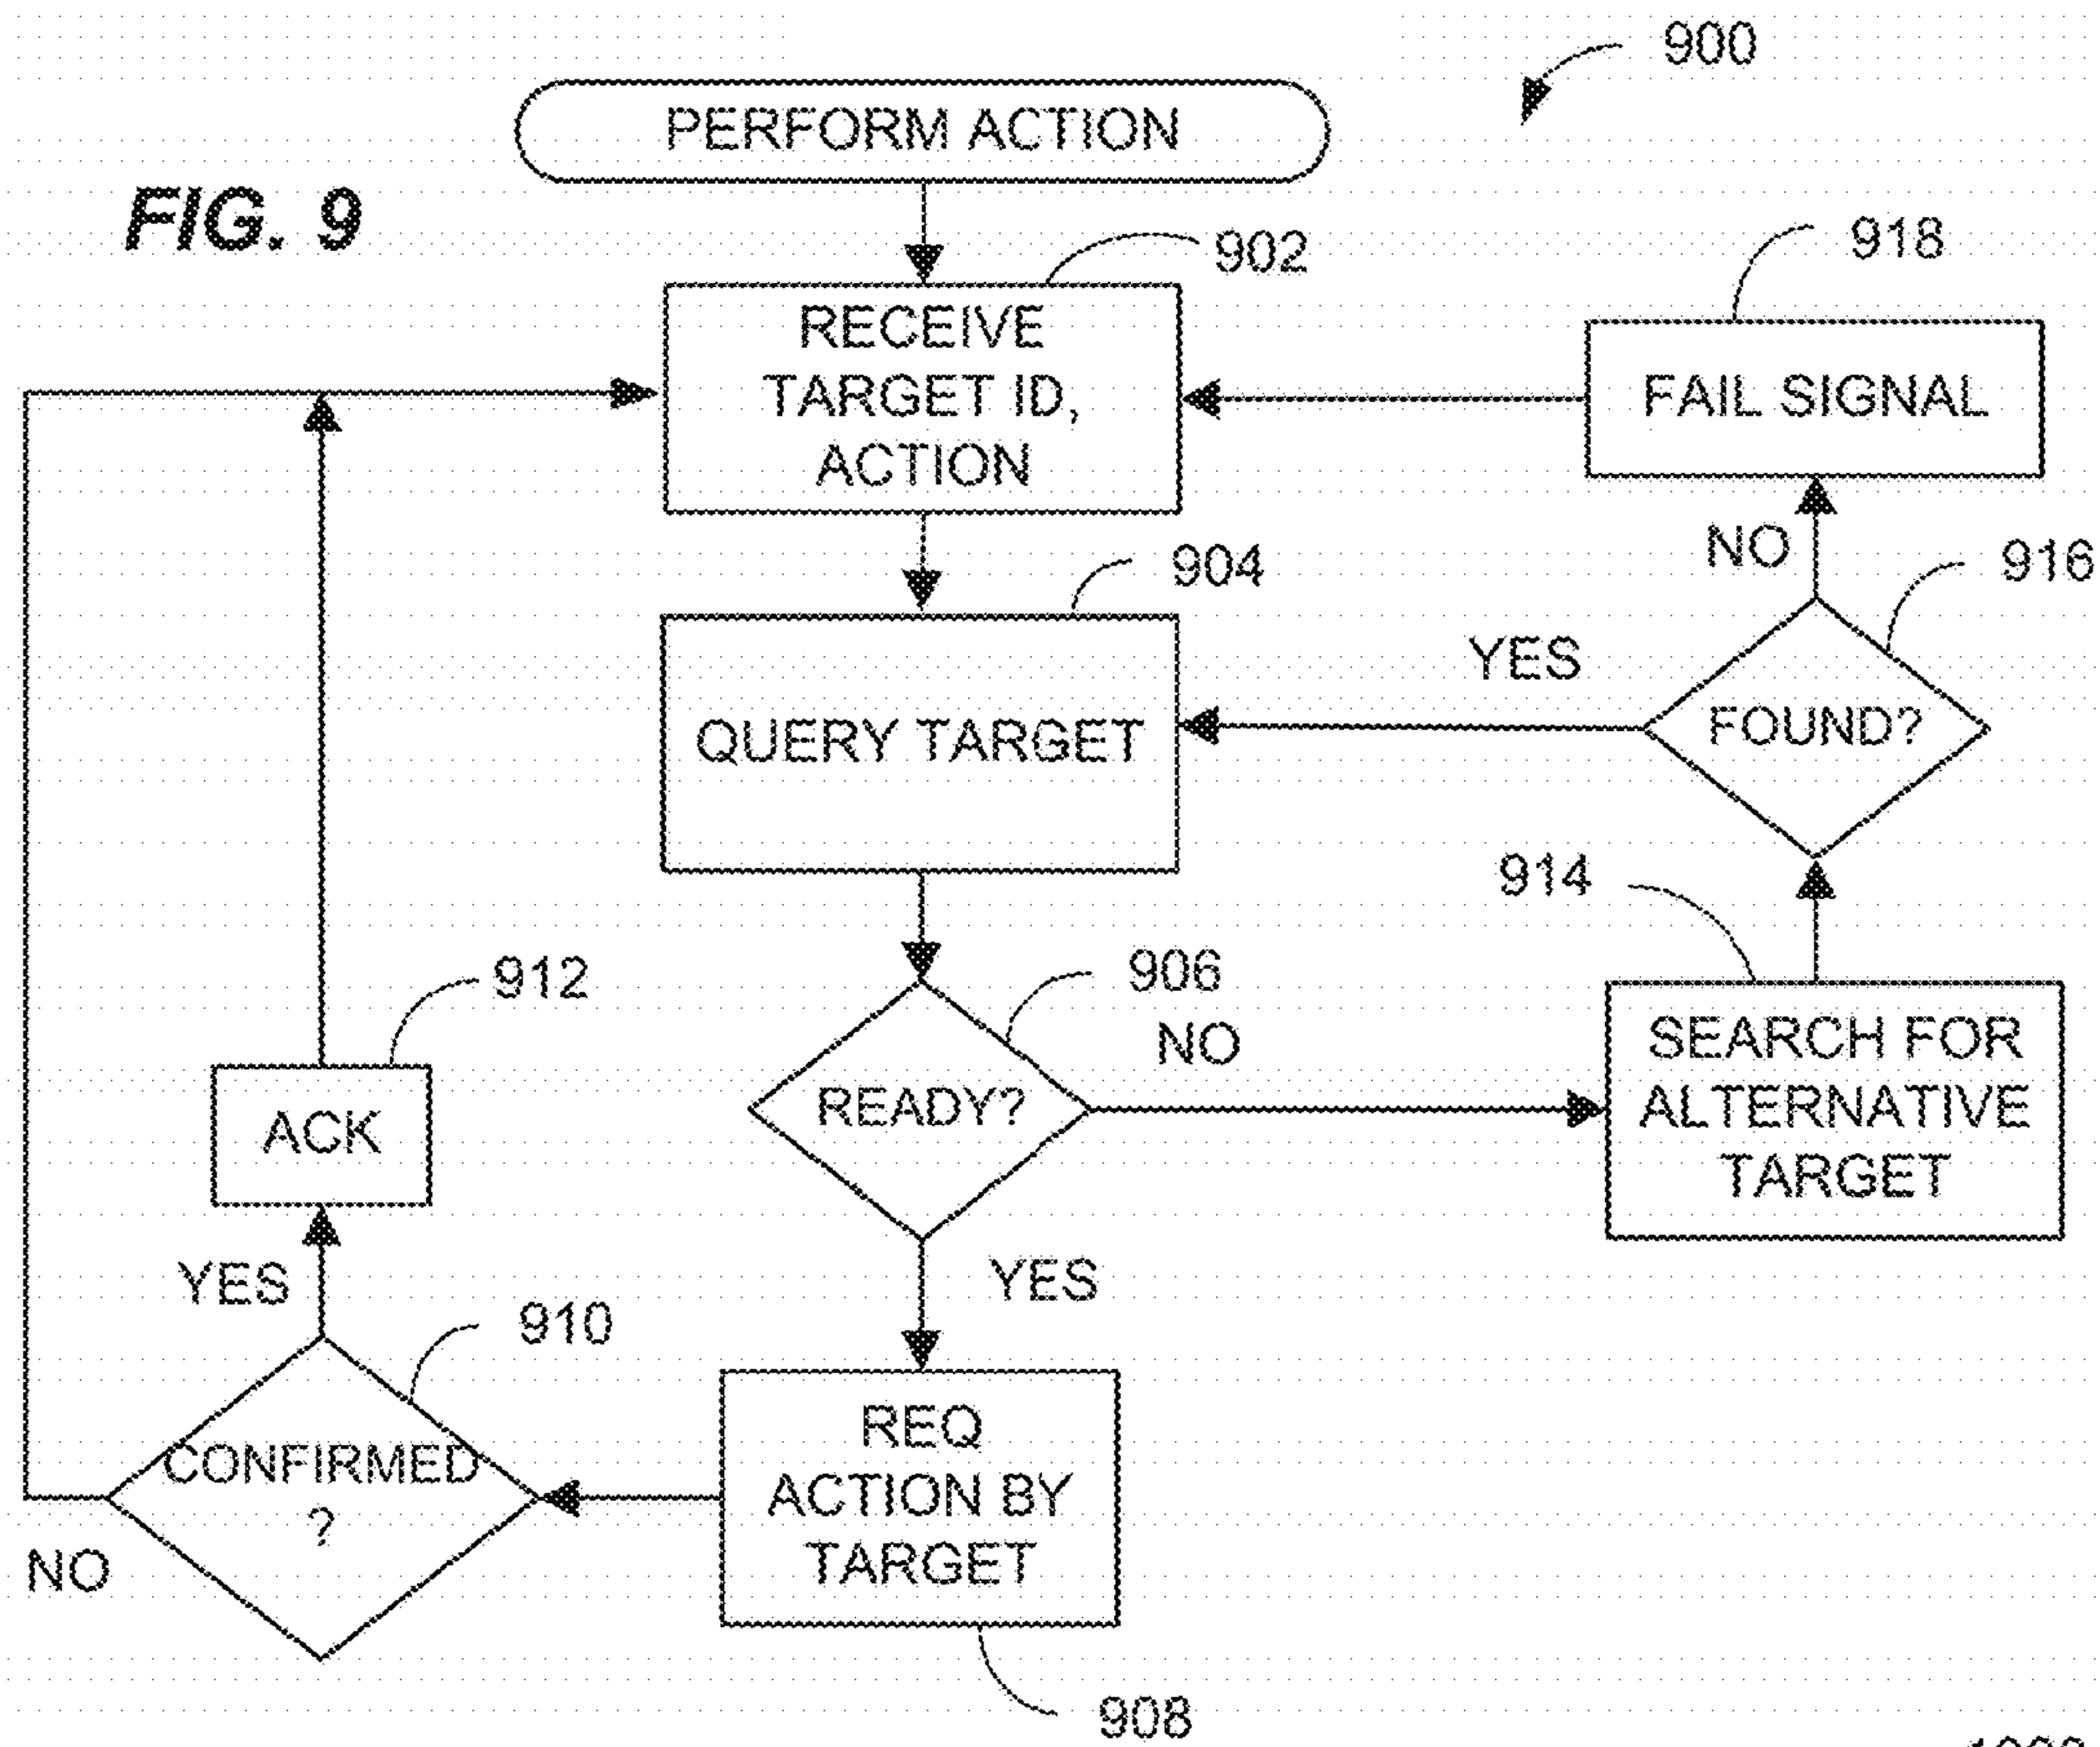 900
PERFORM ACTION
FIG. 9
902
918
RECEIVE
TARGET ID,
ACTION
FAIL SIGNAL
NO
904
916
YES
QUERY TARGET
FOUND?
914
912
906
NO
SEARCH FOR
ALTERNATIVE
TARGET
READY?
ACK
YES
YES
910
REQ
ACTION BY
TARGET
CONFIRMED
?
NO
908